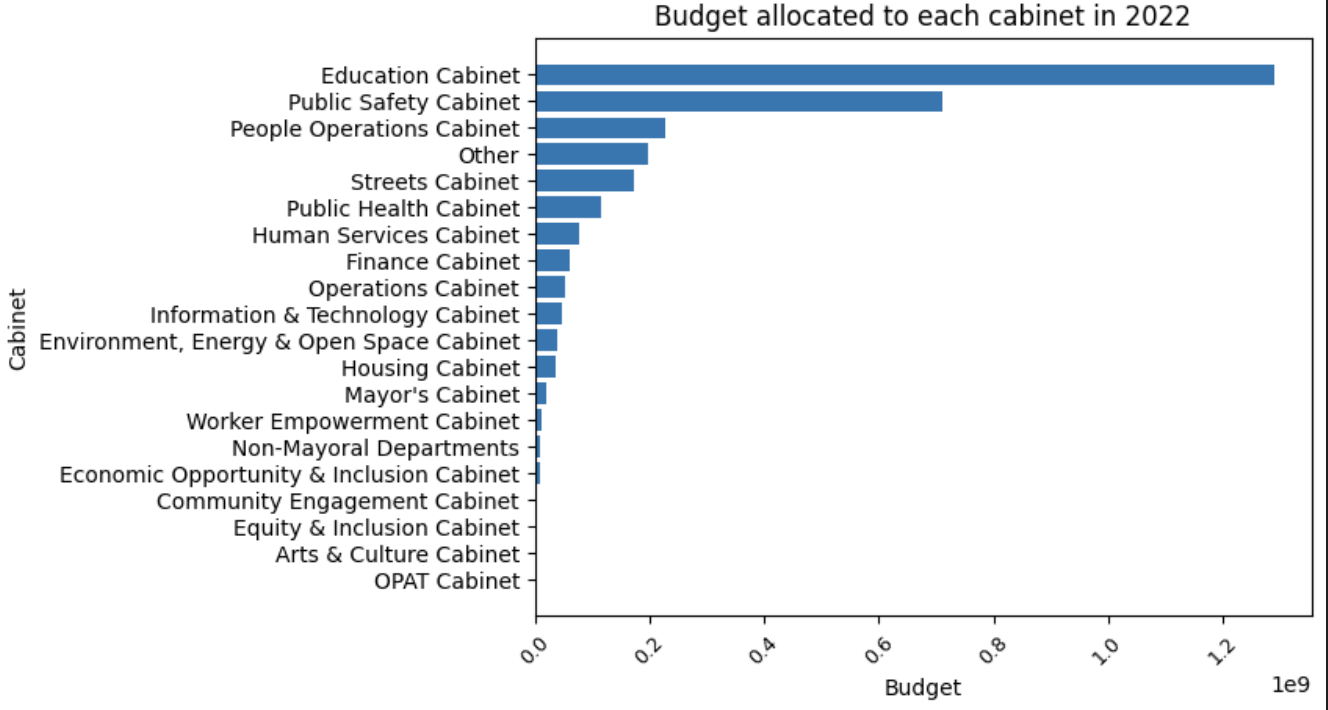 Budget allocated to each cabinet in 2022
Education Cabinet
Public Safety Cabinet
People Operations Cabinet
Other
Streets Cabinet
Public Health Cabinet
Human Services Cabinet
Finance Cabinet
Operations Cabinet
Information & Technology Cabinet
Environment, Energy & Open Space Cabinet
Housing Cabinet
Mayor's Cabinet
Worker Empowerment Cabinet
Non-Mayoral Departments
Economic Opportunity & Inclusion Cabinet
Community Engagement Cabinet
Equity & Inclusion Cabinet
Arts & Culture Cabinet
OPAT Cabinet
Cabinet
0.0 0.2 0.4 0.6 0.8 1.0 1.2
1e9
Budget